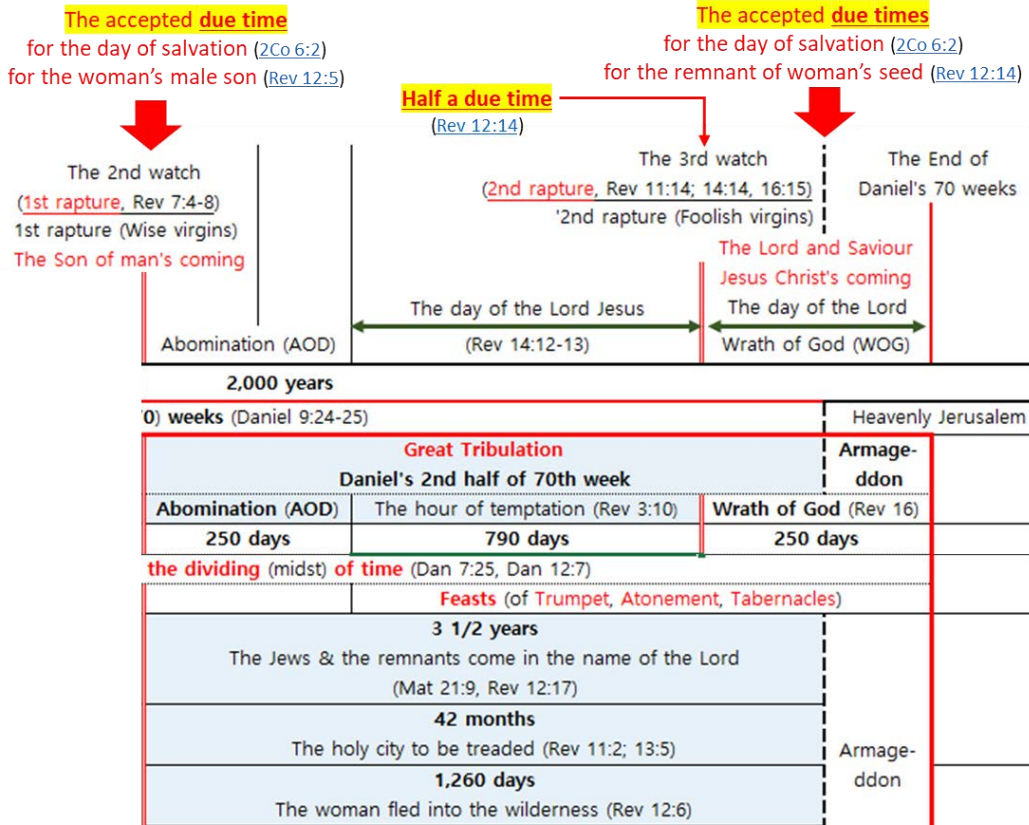 The accepted due time
for the day of salvation (2Co 6:2)
for the woman's male son (Rev 12:5)
The accepted due times
for the day of salvation (2Co 6:2)
for the remnant of woman's seed (Rev 12:14)
Half a due time
(Rev 12:14)
The 2nd watch
(1st rapture, Rev 7:4-8)
1st rapture (Wise virgins)
The Son of man's coming
The 3rd watch
(2nd rapture, Rev 11:14; 14:14, 16:15)
'2nd rapture (Foolish virgins)
The End of
Daniel's 70 weeks
The Lord and Saviour
Jesus Christ's coming
The day of the Lord Jesus
The day of the Lord
Abomination (AOD)
(Rev 14:12-13)
Wrath of God (WOG)
2,000 years
'0) weeks (Daniel 9:24-25)
Heavenly Jerusalem
Great Tribulation
Daniel's 2nd half of 70th week
Armage-
ddon
Abomination (AOD)
The hour of temptation (Rev 3:10)
Wrath of God (Rev 16)
250 days
790 days
250 days
the dividing (midst) of time (Dan 7:25, Dan 12:7)
Feasts (of Trumpet, Atonement, Tabernacles)
3 1/2 years
The Jews & the remnants come in the name of the Lord
(Mat 21:9, Rev 12:17)
42 months
The holy city to be treaded (Rev 11:2; 13:5)
1,260 days
The woman fled into the wilderness (Rev 12:6)
Armage-
ddon